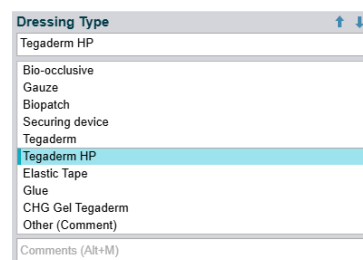 Dressing Type
Tegaderm HP
Bio-occlusive
Gauze
Biopatch
Securing device
Tegaderm
Tegaderm HP
Elastic Tape
Glue
CHG Gel Tegaderm
Other (Comment)
Comments (Alt+M)